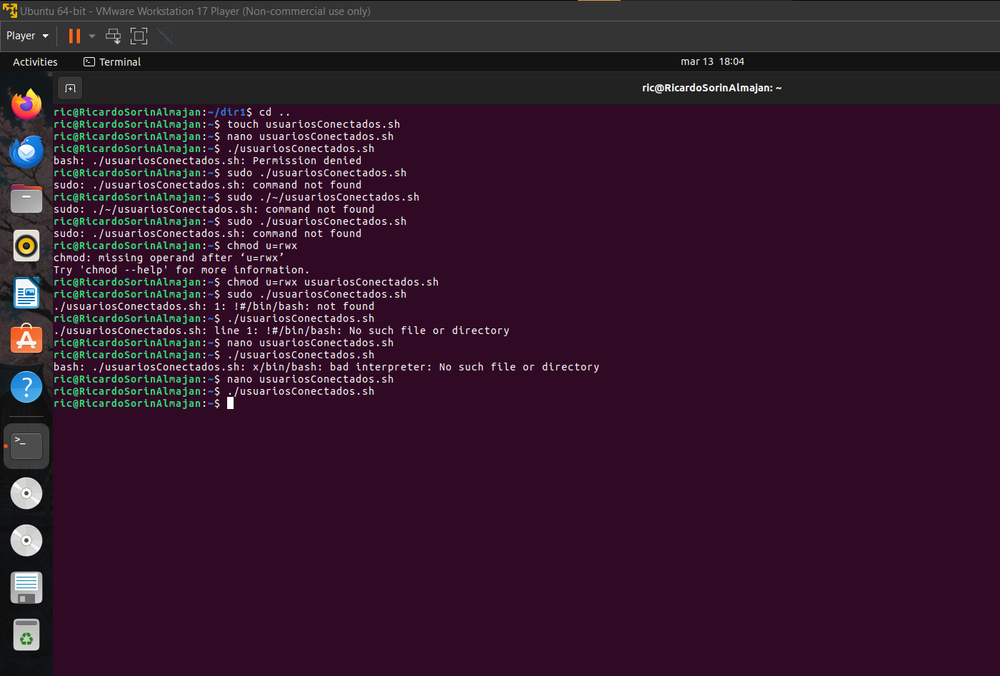 Ubuntu 64-bit - VMware Workstation 17 Player (Non-commercial use only)
Player
Activities Terminal mar 13 18:04
ric@RicardoSorinAlmajan: ~
ric@RicardoSorinAlmajan:~/dir1$ cd ..
ric@RicardoSorinAlmajan:~$ touch usuariosConectados.sh
ric@RicardoSorinAlmajan:~$ nano usuariosConectados.sh
ric@RicardoSorinAlmajan:~$ ./usuariosConectados.sh
bash: ./usuariosConectados.sh: Permission denied
ric@RicardoSorinAlmajan:~$ sudo ./usuariosConectados.sh
sudo: ./usuariosConectados.sh: command not found
ric@RicardoSorinAlmajan:~$ sudo ./~/usuariosConectados.sh
sudo: ./~/usuariosConectados.sh: command not found
ric@RicardoSorinAlmajan:~$ sudo ./usuariosConectados.sh
sudo: ./usuariosConectados.sh: command not found
ric@RicardoSorinAlmajan:~$ chmod u=rwx
chmod: missing operand after ‘u=rwx’
Try 'chmod --help' for more information.
ric@RicardoSorinAlmajan:~$ chmod u=rwx usuariosConectados.sh
ric@RicardoSorinAlmajan:~$ sudo ./usuariosConectados.sh
./usuariosConectados.sh: 1: !#/bin/bash: not found
ric@RicardoSorinAlmajan:~$ ./usuariosConectados.sh
./usuariosConectados.sh: line 1: !#/bin/bash: No such file or directory
ric@RicardoSorinAlmajan:~$ nano usuariosConectados.sh
ric@RicardoSorinAlmajan:~$ ./usuariosConectados.sh
bash: ./usuariosConectados.sh: x/bin/bash: bad interpreter: No such file or directory
ric@RicardoSorinAlmajan:~$ nano usuariosConectados.sh
ric@RicardoSorinAlmajan:~$ ./usuariosConectados.sh
ric@RicardoSorinAlmajan:~$